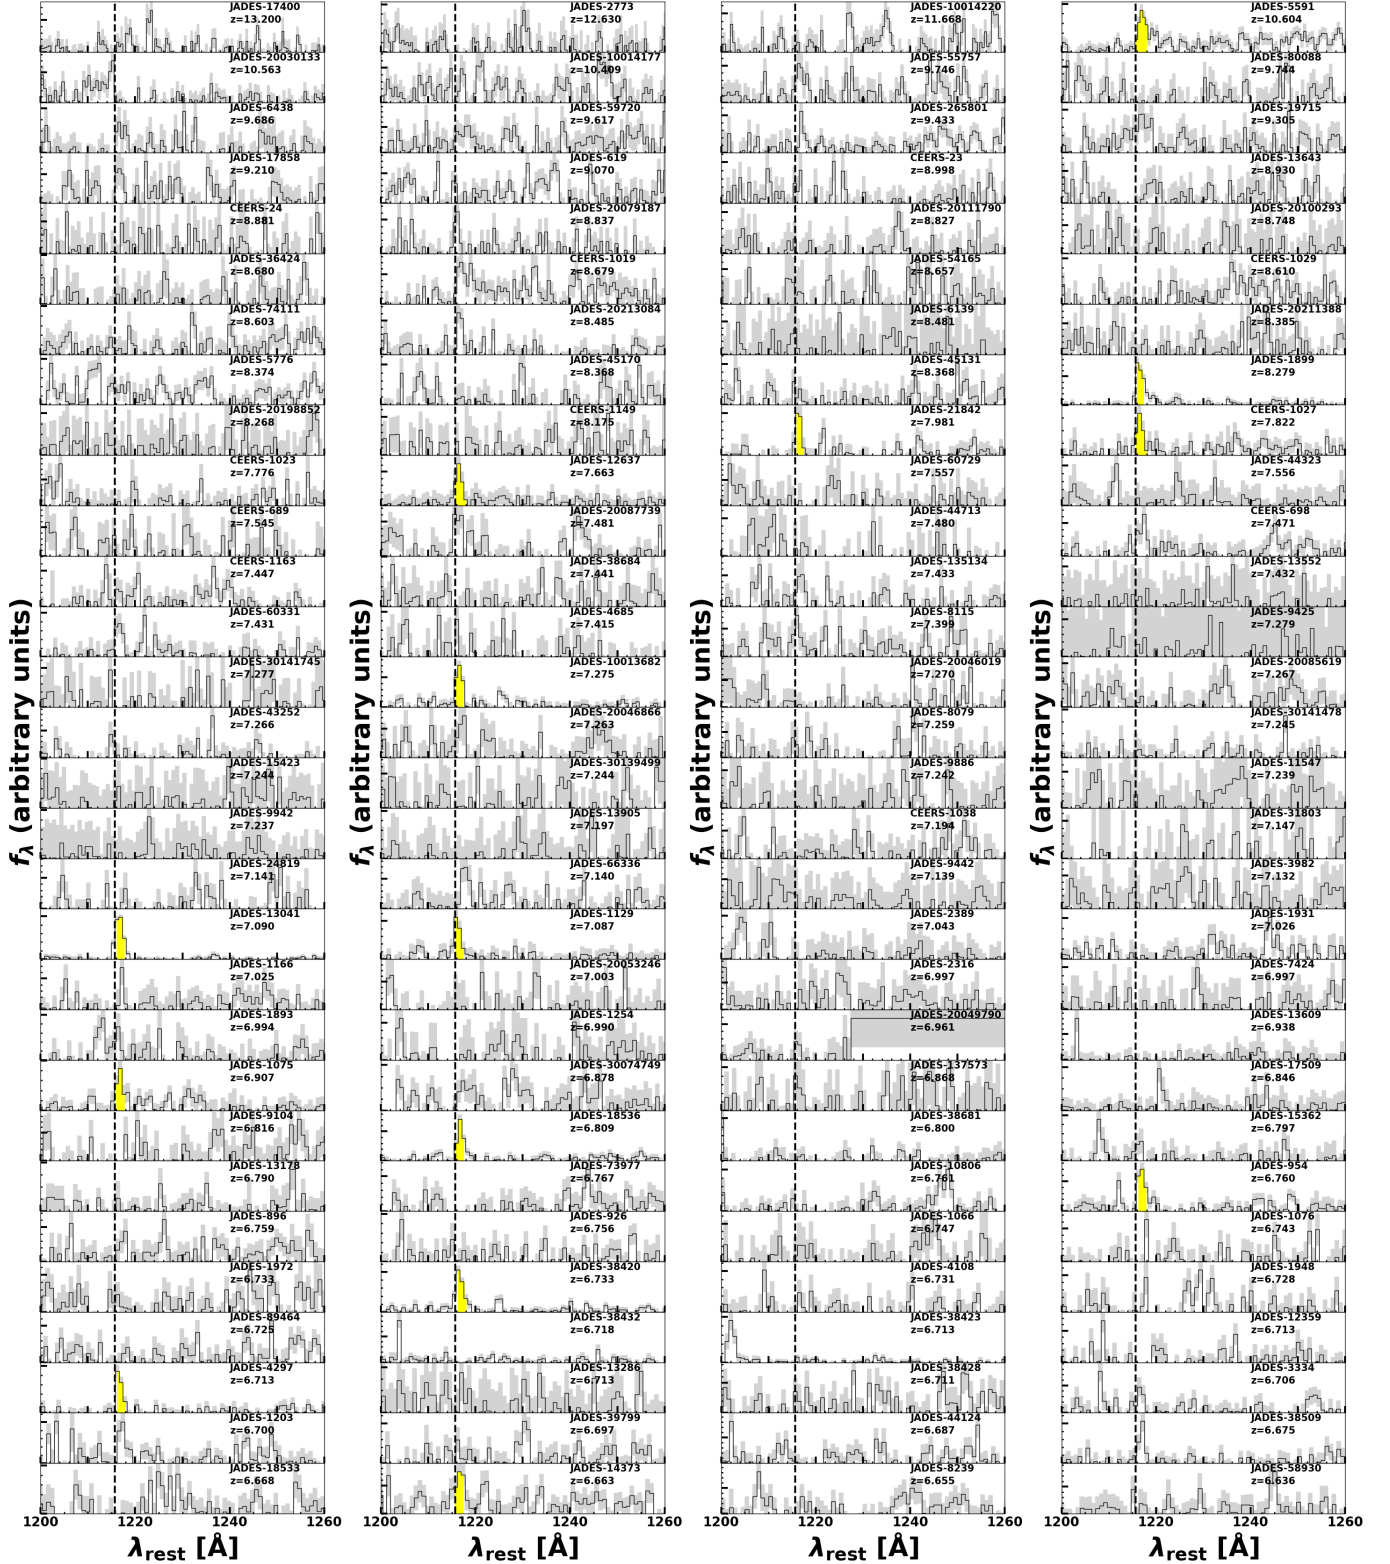 JADES-17400
z=13.200
JADES-2773
z=12.630
JADES-10014220
z=11.668
JADES-5591
z=10.604
JADES-20030133
z=10.563
JADES-10014177
z=10.409
JADES-55757
z=9.746
JADES-80088
z=9.744
JADES-6438
z=9.686
JADES-59720
z=9.617
JADES-265801
z=9.433
JADES-19715
z=9.305
JADES-17858
z=9.210
JADES-619
z=9.070
CEERS-23
z=8.998
JADES-13643
z=8.930
CEERS-24
z=8.881
JADES-20079187
z=8.837
JADES-20111790
z=8.827
JADES-20100293
z=8.748
JADES-36424
z=8.680
CEERS-1019
z=8.679
JADES-54165
z=8.657
CEERS-1029
z=8.610
JADES-74111
z=8.603
JADES-20213084
z=8.485
JADES-6139
z=8.481
JADES-20211388
z=8.385
JADES-5776
z=8.374
JADES-45170
z=8.368
JADES-45131
z=8.368
JADES-1899
z=8.279
JADES-20198852
z=8.268
CEERS-1149
z=8.175
JADES-21842
z=7.981
CEERS-1027
z=7.822
CEERS-1023
z=7.776
JADES-12637
z=7.663
JADES-60729
z=7.557
JADES-44323
z=7.556
CEERS-689
z=7.545
JADES-20087739
z=7.481
JADES-44713
z=7.480
CEERS-698
z=7.471
CEERS-1163
z=7.447
JADES-38684
z=7.441
JADES-135134
z=7.433
JADES-13552
z=7.432
JADES-60331
z=7.431
JADES-4685
z=7.415
JADES-8115
z=7.399
JADES-9425
z=7.279
JADES-30141745
z=7.277
JADES-10013682
z=7.275
JADES-20046019
z=7.270
JADES-20085619
z=7.267
JADES-43252
z=7.266
JADES-20046866
z=7.263
JADES-8079
z=7.259
JADES-30141478
z=7.245
JADES-15423
z=7.244
JADES-30139499
z=7.244
JADES-9886
z=7.242
JADES-11547
z=7.239
JADES-9942
z=7.237
JADES-13905
z=7.197
CEERS-1038
z=7.194
JADES-31803
z=7.147
JADES-24819
z=7.141
JADES-66336
z=7.140
JADES-9442
z=7.139
JADES-3982
z=7.132
JADES-13041
z=7.090
JADES-1129
z=7.087
JADES-2389
z=7.043
JADES-1931
z=7.026
JADES-1166
z=7.025
JADES-20053246
z=7.003
JADES-2316
z=6.997
JADES-7424
z=6.997
JADES-1893
z=6.994
JADES-1254
z=6.990
JADES-20049790
z=6.961
JADES-13609
z=6.938
JADES-1075
z=6.907
JADES-30074749
z=6.878
JADES-137573
z=6.868
JADES-17509
z=6.846
JADES-9104
z=6.816
JADES-18536
z=6.809
JADES-38681
z=6.800
JADES-15362
z=6.797
JADES-13178
z=6.790
JADES-73977
z=6.767
JADES-10806
z=6.761
JADES-954
z=6.760
JADES-896
z=6.759
JADES-926
z=6.756
JADES-1066
z=6.747
JADES-1076
z=6.743
JADES-1972
z=6.733
JADES-38420
z=6.733
JADES-4108
z=6.731
JADES-1948
z=6.728
JADES-89464
z=6.725
JADES-38432
z=6.718
JADES-38423
z=6.713
JADES-12359
z=6.713
JADES-4297
z=6.713
JADES-13286
z=6.713
JADES-38428
z=6.711
JADES-3334
z=6.706
JADES-1203
z=6.700
JADES-39799
z=6.697
JADES-44124
z=6.687
JADES-38509
z=6.675
JADES-18533
z=6.668
JADES-14373
z=6.663
JADES-8239
z=6.655
JADES-58930
z=6.636
fλ (arbitrary units)
fλ (arbitrary units)
fλ (arbitrary units)
fλ (arbitrary units)
1200 1220 1240 1260
1200 1220 1240 1260
1200 1220 1240 1260
1200 1220 1240 1260
λrest [Å]
λrest [Å]
λrest [Å]
λrest [Å]